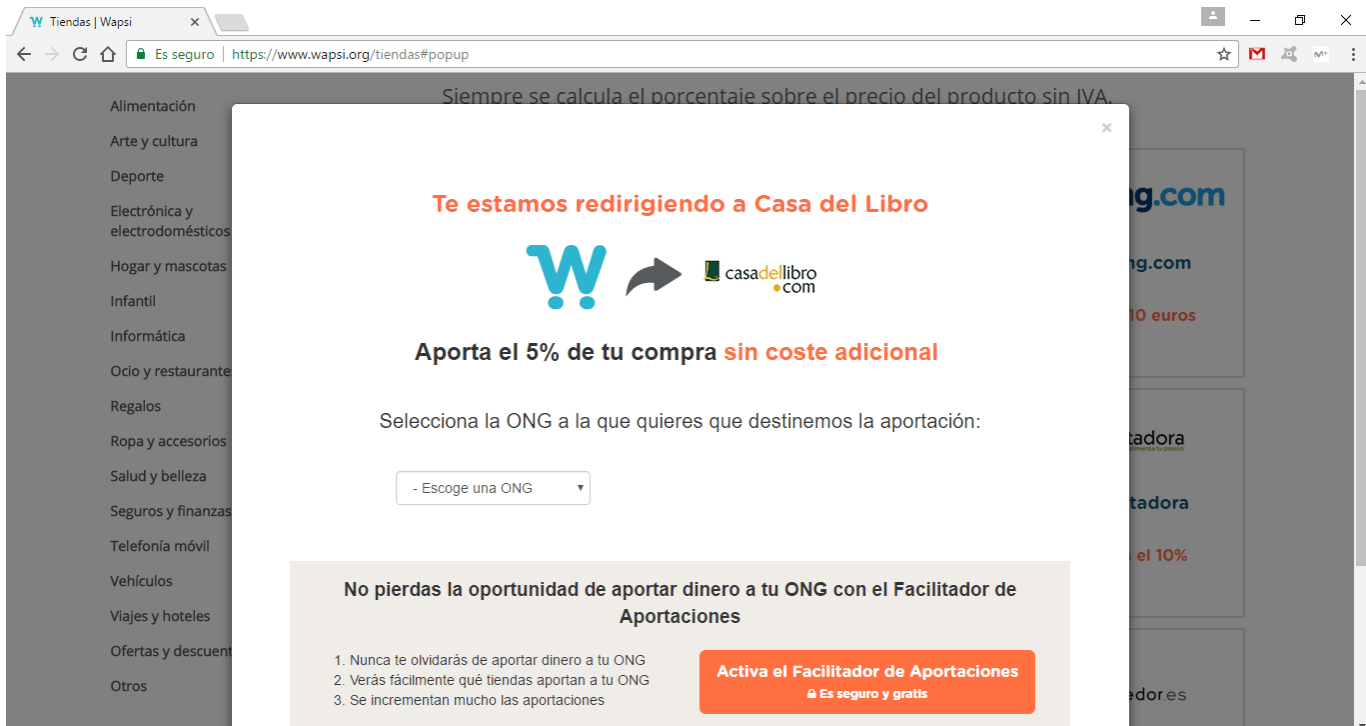 Tiendas | Wapsi
Es seguro
https://www.wapsi.org/tiendas#popup
Siempre se calcula el porcentaje sobre el precio del producto sin IVA.
Alimentación
Arte y cultura
Deporte
Electrónica y
electrodomésticos
Hogar y mascotas
Infantil
Informática
Ocio y restaurante
Regalos
Ropa y accesorios
Salud y belleza
Seguros y finanzas
Telefonía móvil
Vehículos
Viajes y hoteles
Ofertas y descuent
Otros
×
Te estamos redirigiendo a Casa del Libro
W
casadellibro
.com
Aporta el 5% de tu compra sin coste adicional
Selecciona la ONG a la que quieres que destinemos la aportación:
- Escoge una ONG
No pierdas la oportunidad de aportar dinero a tu ONG con el Facilitador de
Aportaciones
1. Nunca te olvidarás de aportar dinero a tu ONG
2. Verás fácilmente qué tiendas aportan a tu ONG
3. Se incrementan mucho las aportaciones
Activa el Facilitador de Aportaciones
Es seguro y gratis
g.com
ng.com
10 euros
tadora
tadora
el 10%
edor.es